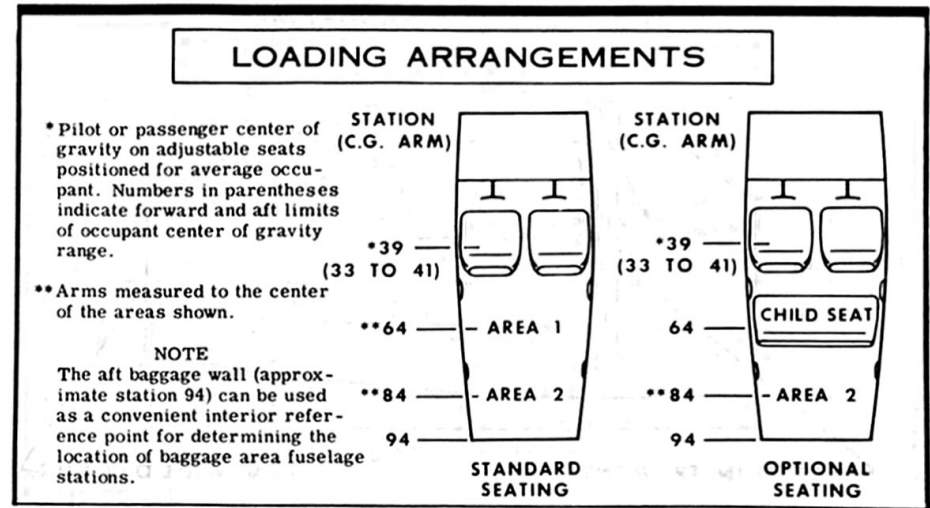 LOADING ARRANGEMENTS
*Pilot or passenger center of
gravity on adjustable seats
positioned for average occu-
pant. Numbers in parentheses
indicate forward and aft limits
of occupant center of gravity
range.
**Arms measured to the center
of the areas shown.
NOTE
The aft baggage wall (approx-
imate station 94) can be used
as a convenient interior refer-
ence point for determining the
location of baggage area fuselage
stations.
STATION
(C.G. ARM)
*39
(33 TO 41)
**64
AREA 1
**84
AREA 2
94
STANDARD
SEATING
STATION
(C.G. ARM)
*39
(33 TO 41)
64
CHILD SEAT
**84
AREA 2
94
OPTIONAL
SEATING